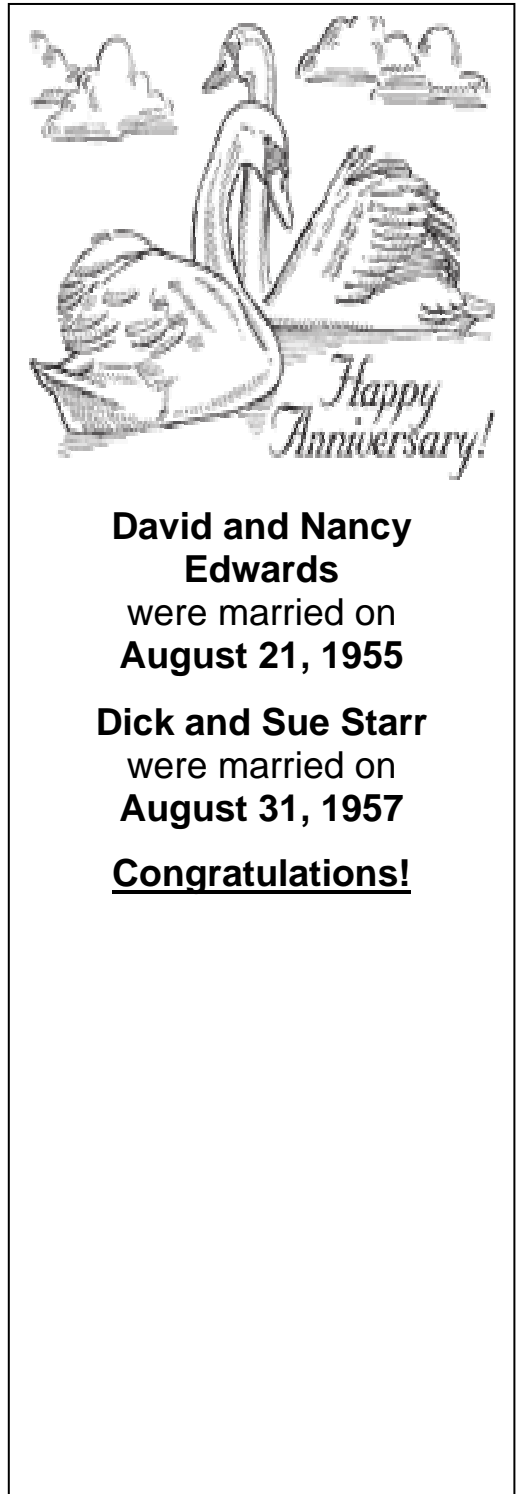 Happy
Anniversary!
David and Nancy
Edwards
were married on
August 21, 1955
Dick and Sue Starr
were married on
August 31, 1957
Congratulations!